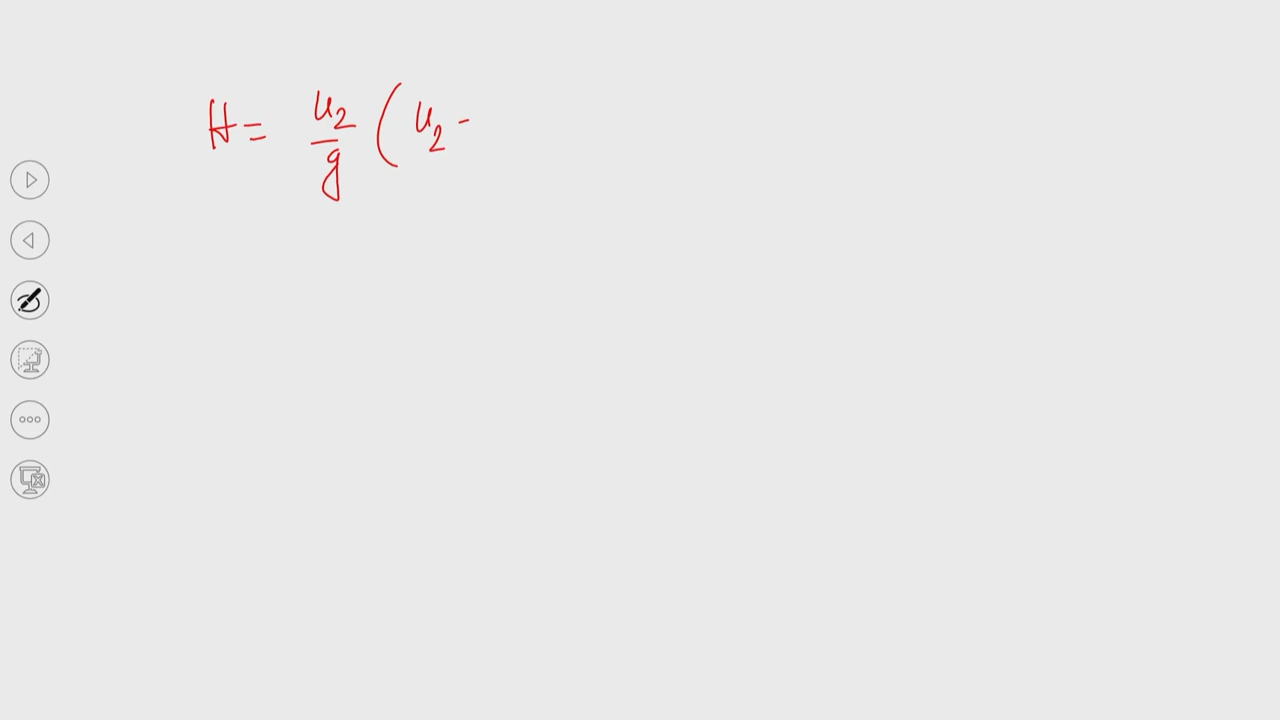 H = u₂/g ( u₂ -